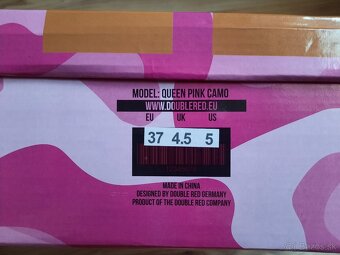 MODEL: QUEEN PINK CAMO
WWW.DOUBLERED.EU
EU UK US
37 4.5 5
MADE IN CHINA
DESIGNED BY DOUBLE RED GERMANY
PRODUCT OF THE DOUBLE RED COMPANY